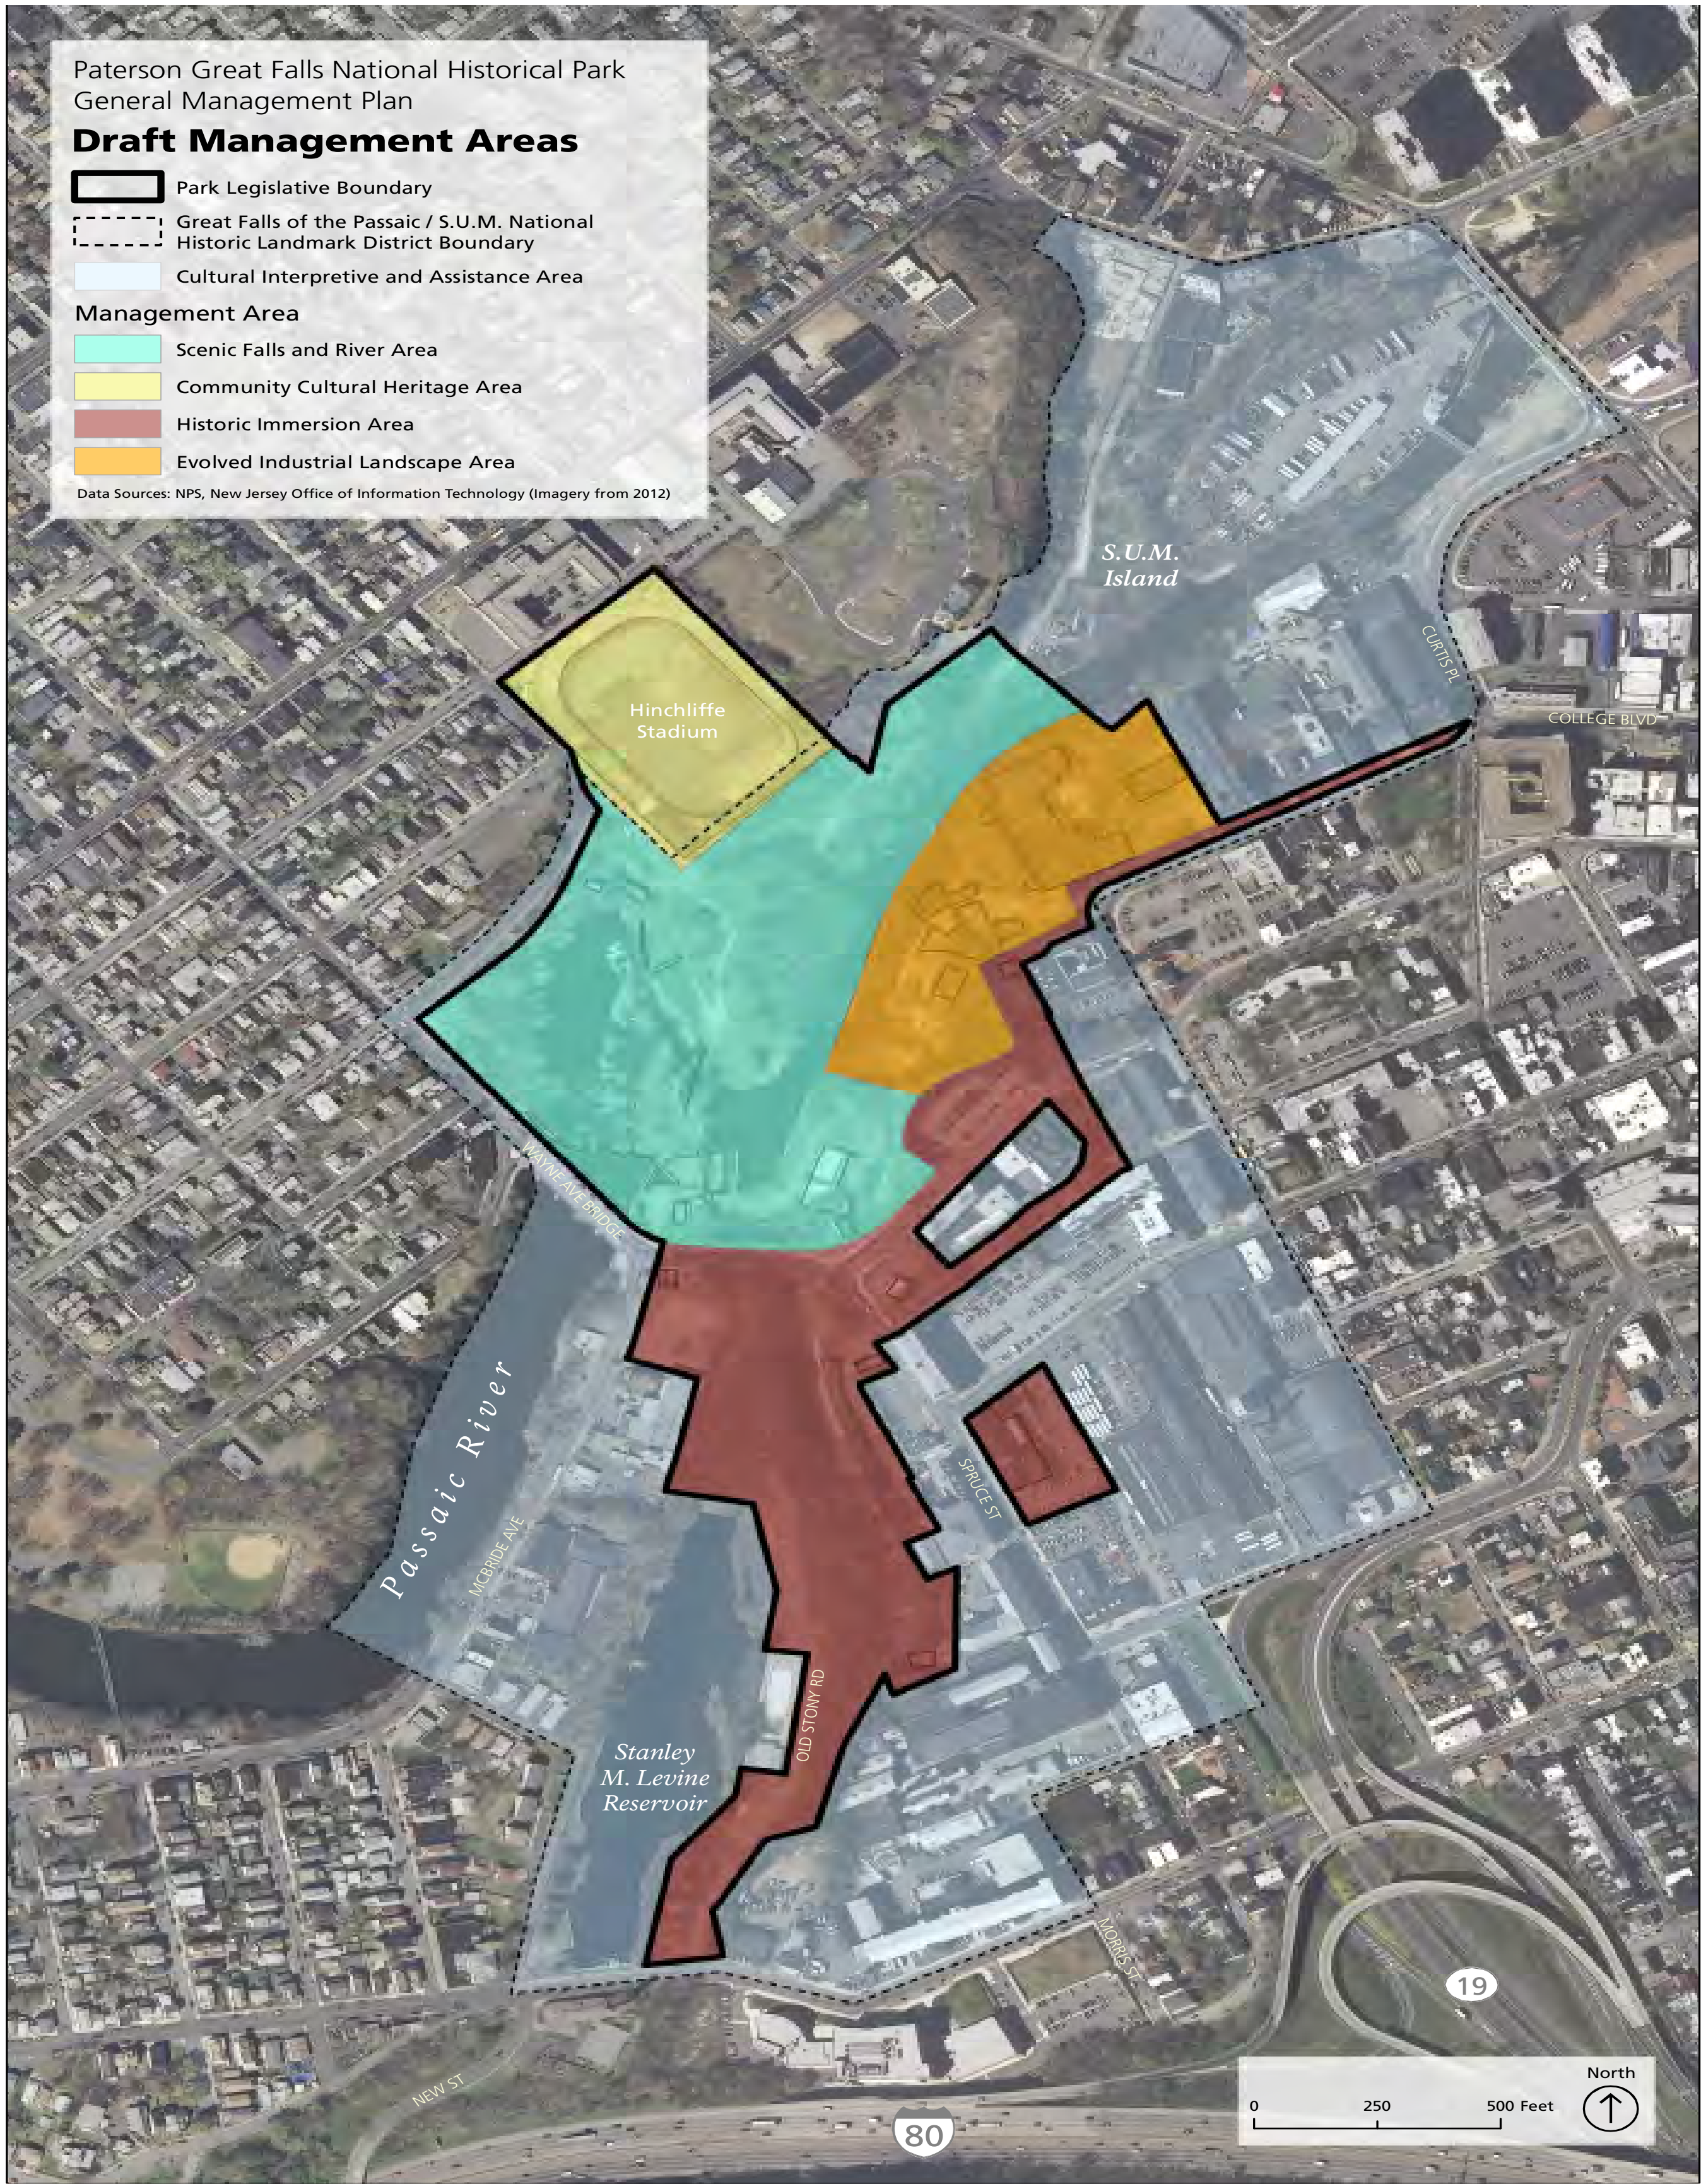 Paterson Great Falls National Historical Park
General Management Plan
Draft Management Areas
Park Legislative Boundary
Great Falls of the Passaic / S.U.M. National
Historic Landmark District Boundary
Cultural Interpretive and Assistance Area
Management Area
Scenic Falls and River Area
Community Cultural Heritage Area
Historic Immersion Area
Evolved Industrial Landscape Area
Data Sources: NPS, New Jersey Office of Information Technology (Imagery from 2012)
S.U.M.
Island
CURTIS PL
COLLEGE BLVD
Hinchliffe
Stadium
WAYNE AVE BRIDGE
Passaic River
MCBRIDE AVE
SPRUCE ST
OLD STONY RD
Stanley
M. Levine
Reservoir
MORRIS ST
19
NEW ST
80
North
0 250 500 Feet